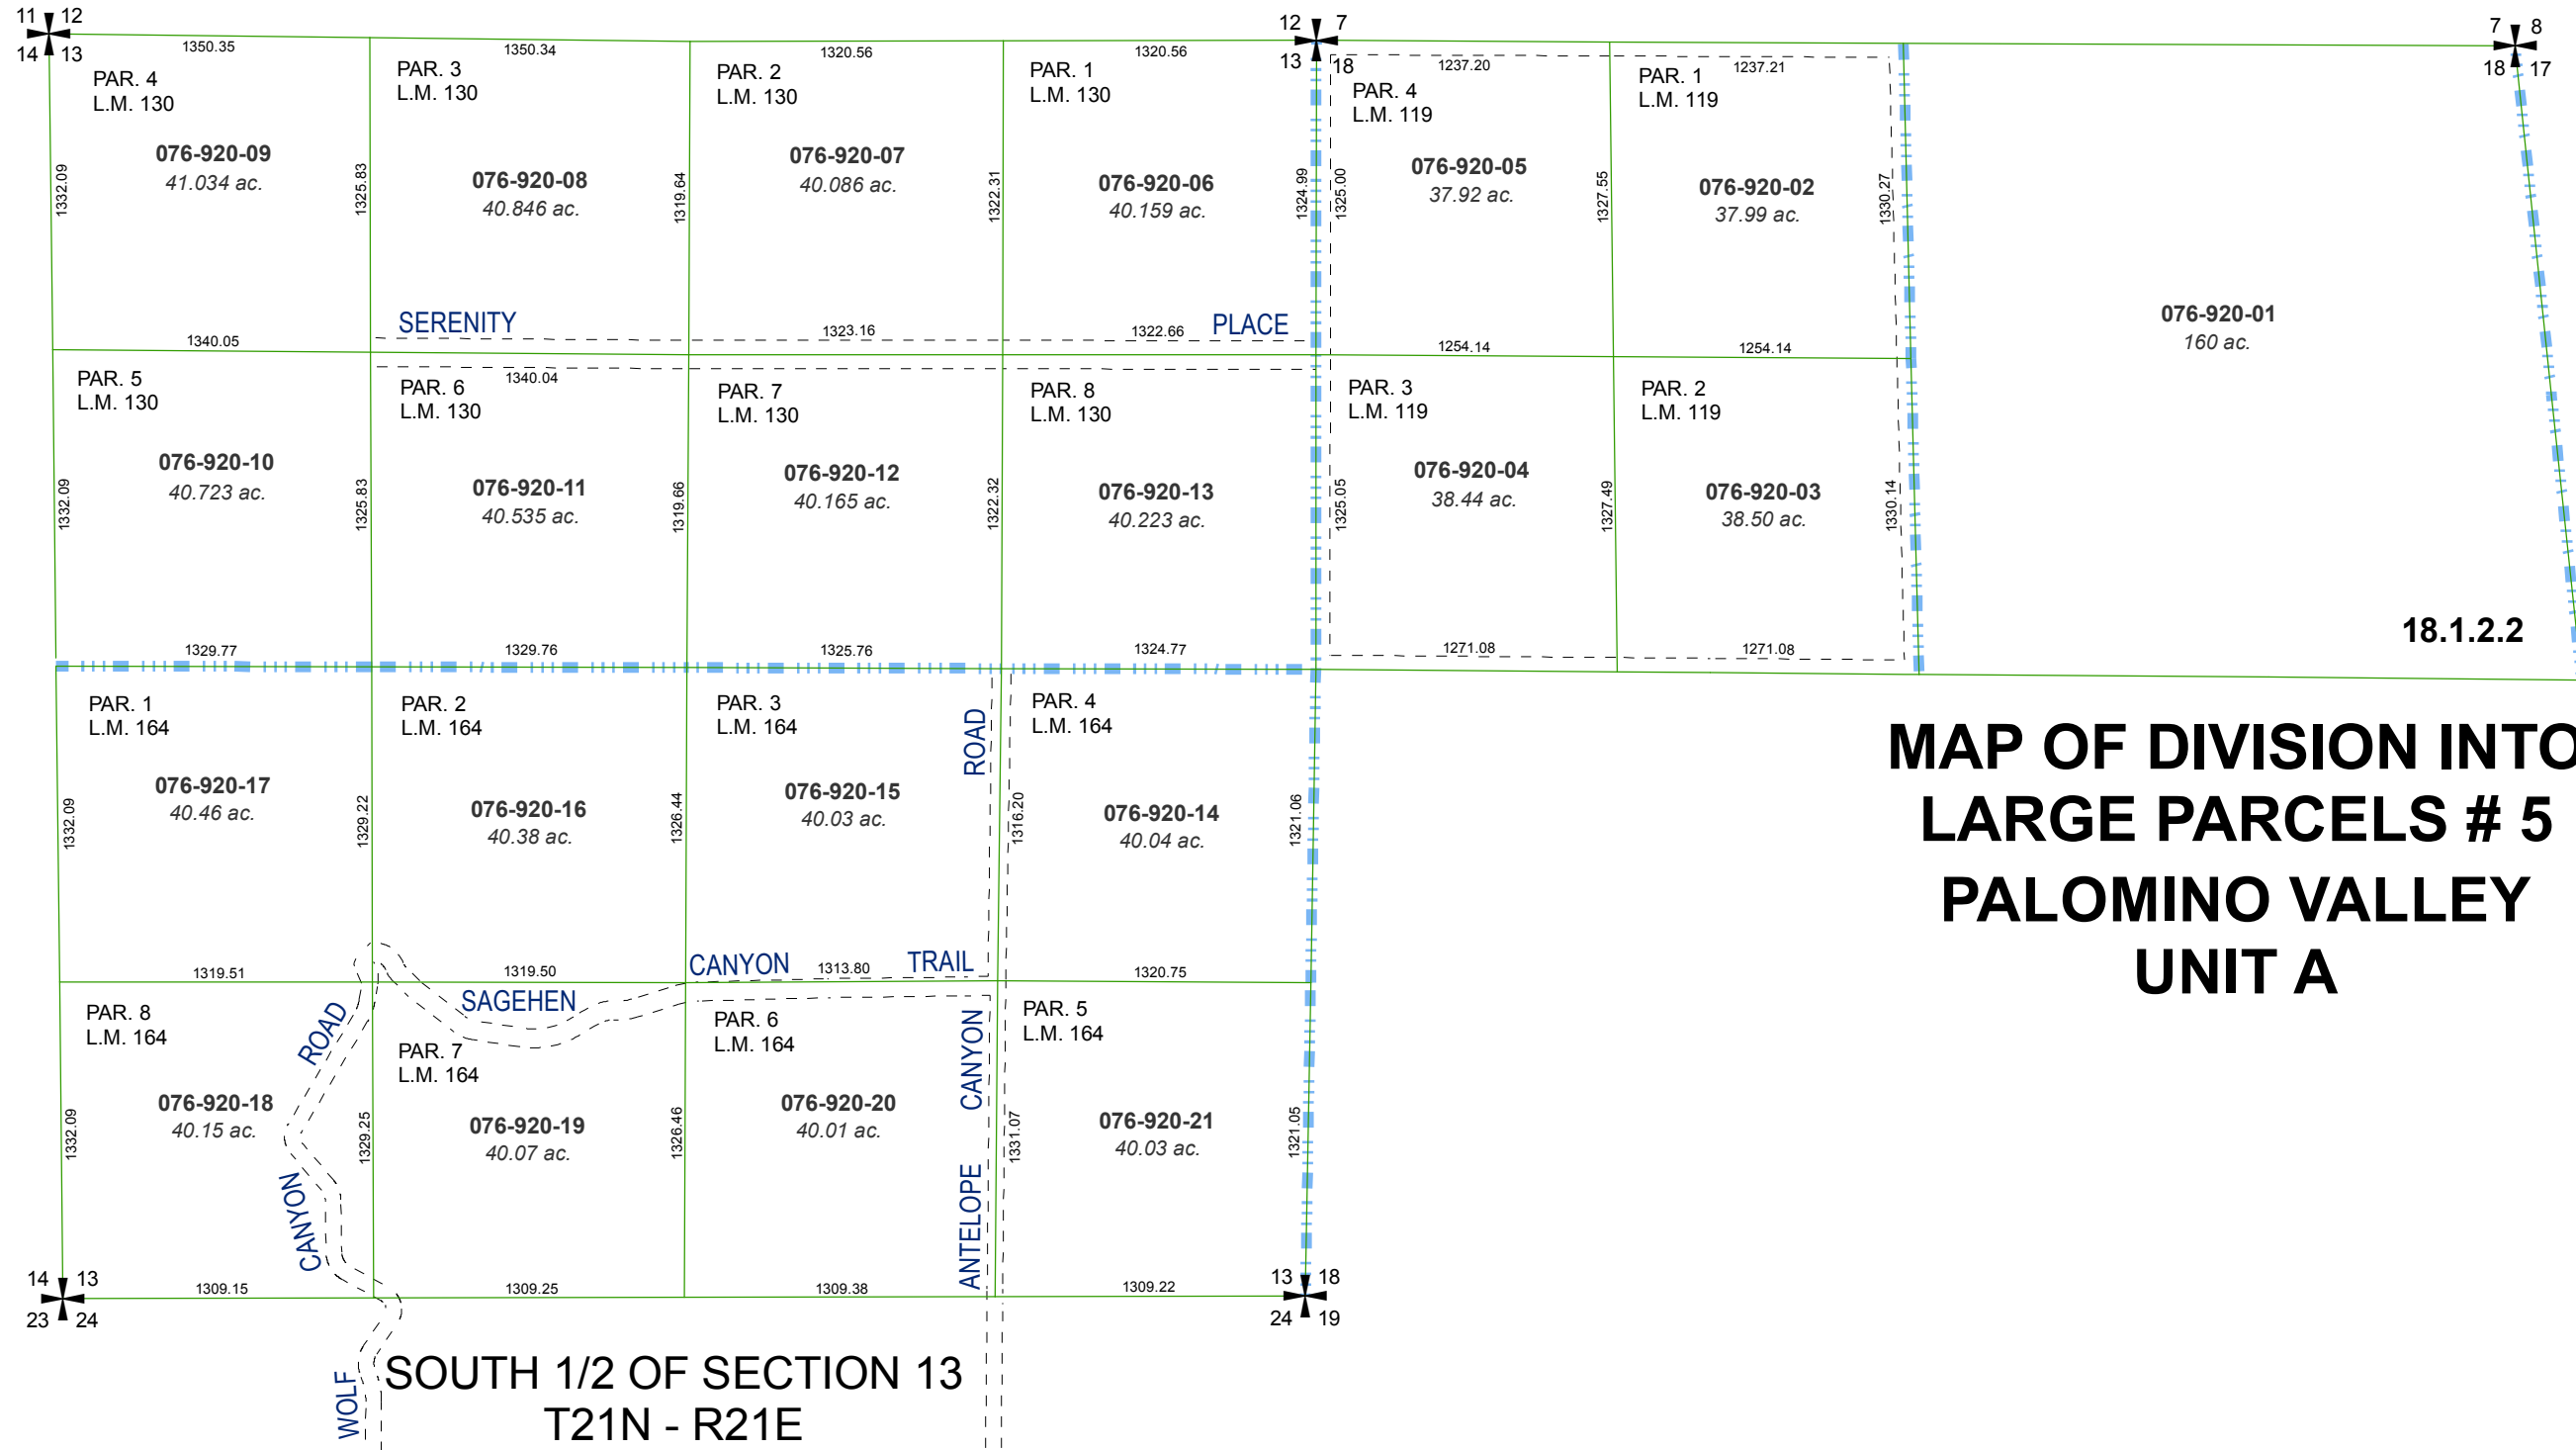 11 12
14 13
12 7
13 18
7 8
18 17
1350.35
1350.34
1320.56
1320.56
1237.20
1237.21
PAR. 4
L.M. 130
076-920-09
41.034 ac.
PAR. 3
L.M. 130
076-920-08
40.846 ac.
PAR. 2
L.M. 130
076-920-07
40.086 ac.
PAR. 1
L.M. 130
076-920-06
40.159 ac.
PAR. 4
L.M. 119
076-920-05
37.92 ac.
PAR. 1
L.M. 119
076-920-02
37.99 ac.
076-920-01
160 ac.
1332.09
1325.83
1319.64
1322.31
1324.99
1325.00
1327.55
1330.27
SERENITY PLACE
1340.05
1323.16
1322.66
1254.14
1254.14
1340.04
PAR. 5
L.M. 130
076-920-10
40.723 ac.
PAR. 6
L.M. 130
076-920-11
40.535 ac.
PAR. 7
L.M. 130
076-920-12
40.165 ac.
PAR. 8
L.M. 130
076-920-13
40.223 ac.
PAR. 3
L.M. 119
076-920-04
38.44 ac.
PAR. 2
L.M. 119
076-920-03
38.50 ac.
1332.09
1325.83
1319.66
1322.32
1325.05
1327.49
1330.14
18.1.2.2
1329.77
1329.76
1325.76
1324.77
1271.08
1271.08
PAR. 1
L.M. 164
076-920-17
40.46 ac.
PAR. 2
L.M. 164
076-920-16
40.38 ac.
PAR. 3
L.M. 164
076-920-15
40.03 ac.
PAR. 4
L.M. 164
076-920-14
40.04 ac.
1332.09
1329.22
1326.44
1316.20
1321.06
ROAD
MAP OF DIVISION INTO
LARGE PARCELS # 5
PALOMINO VALLEY
UNIT A
1319.51
1319.50
CANYON 1313.80 TRAIL
1320.75
SAGEHEN
PAR. 8
L.M. 164
076-920-18
40.15 ac.
PAR. 7
L.M. 164
076-920-19
40.07 ac.
PAR. 6
L.M. 164
076-920-20
40.01 ac.
PAR. 5
L.M. 164
076-920-21
40.03 ac.
1332.09
1329.25
1326.46
1331.07
1321.05
ROAD
CANYON
WOLF
CANYON
ANTELOPE
1309.15
1309.25
1309.38
1309.22
14 13
23 24
13 18
24 19
SOUTH 1/2 OF SECTION 13
T21N - R21E